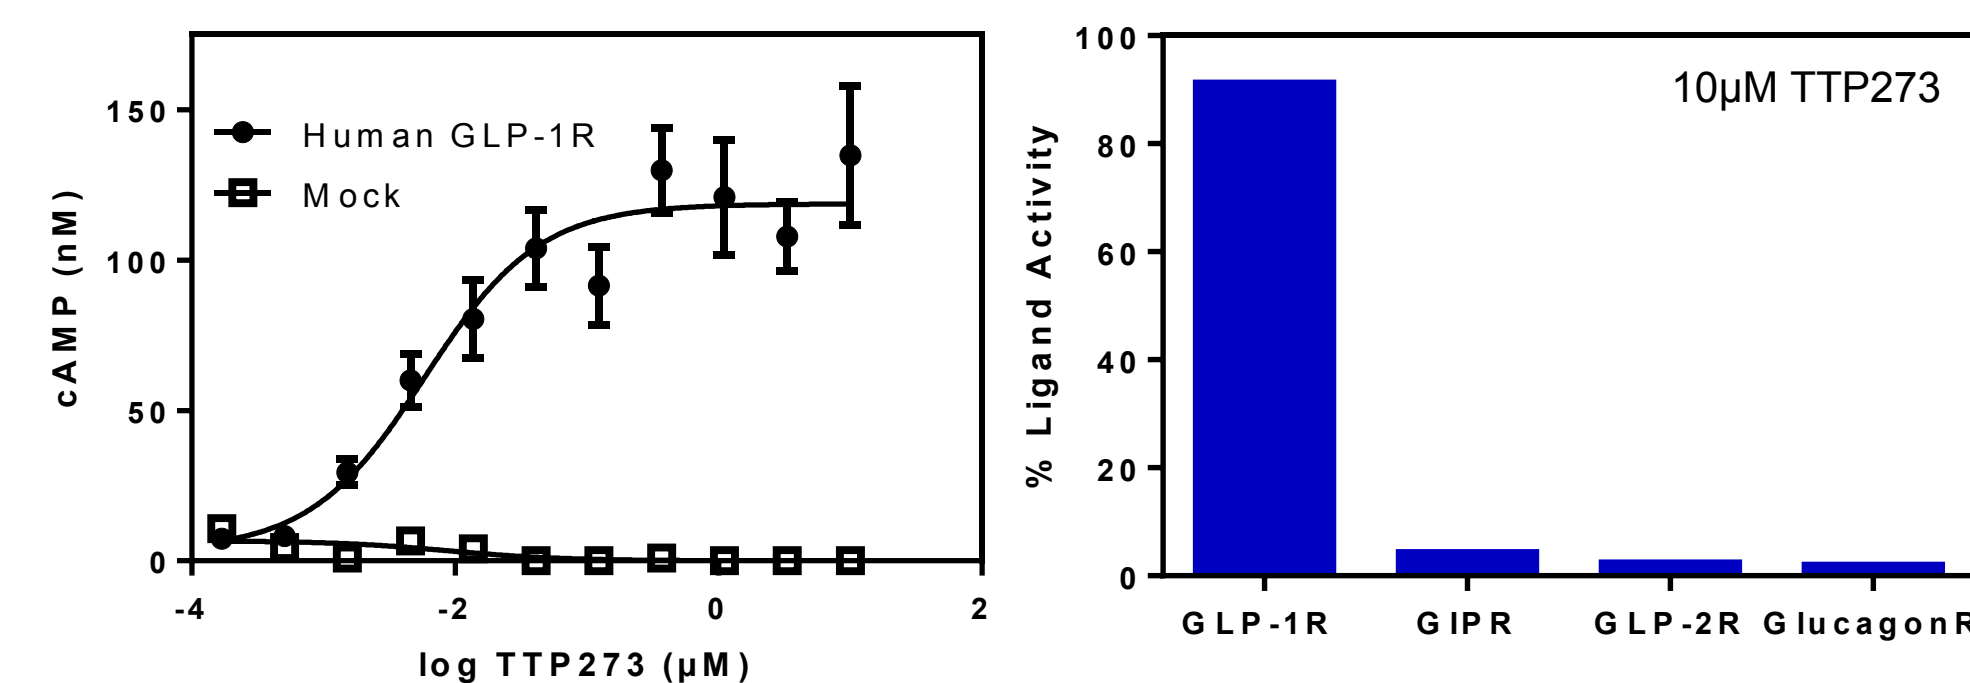 150
100
50
0
cAMP (nM)
Human GLP-1R
Mock
-4
-2
0
2
log TTP273 (µM)
100
80
60
40
20
0
% Ligand Activity
10µM TTP273
GLP-1R
GIPR
GLP-2R
GlucagonR